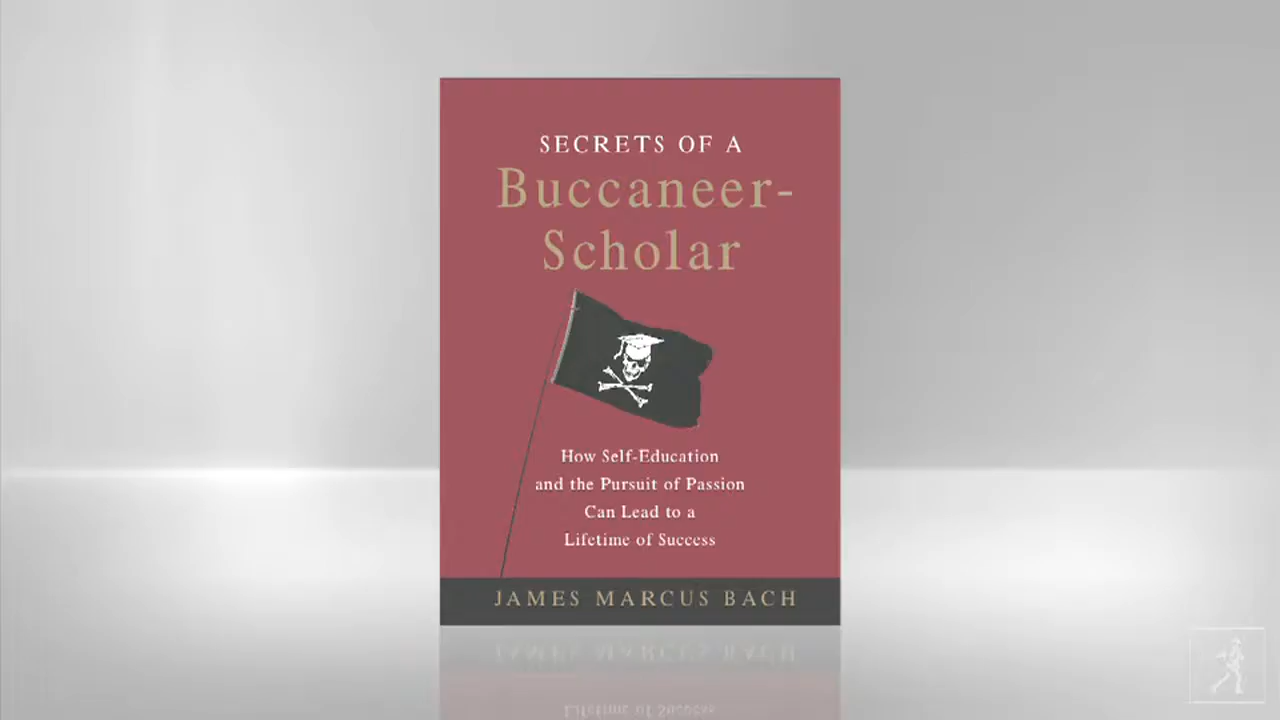 SECRETS OF A
Buccaneer-
Scholar
How Self-Education
and the Pursuit of Passion
Can Lead to a
Lifetime of Success
JAMES MARCUS BACH